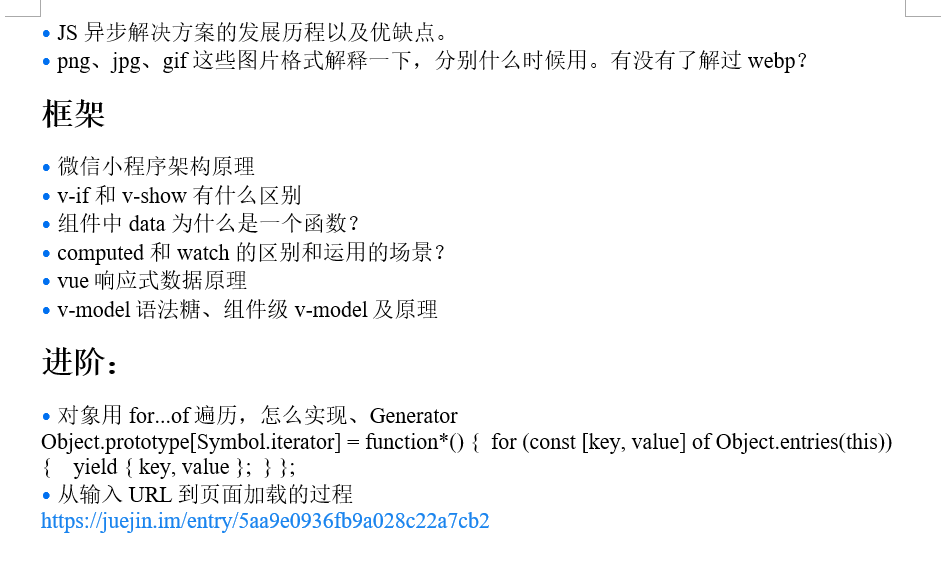 • JS 异步解决方案的发展历程以及优缺点。
• png、jpg、gif 这些图片格式解释一下，分别什么时候用。有没有了解过 webp？
框架
• 微信小程序架构原理
• v-if 和 v-show 有什么区别
• 组件中 data 为什么是一个函数？
• computed 和 watch 的区别和运用的场景？
• vue 响应式数据原理
• v-model 语法糖、组件级 v-model 及原理
进阶：
• 对象用 for...of 遍历，怎么实现、Generator
Object.prototype[Symbol.iterator] = function*() { for (const [key, value] of Object.entries(this))
{ yield { key, value }; } };
• 从输入 URL 到页面加载的过程
https://juejin.im/entry/5aa9e0936fb9a028c22a7cb2